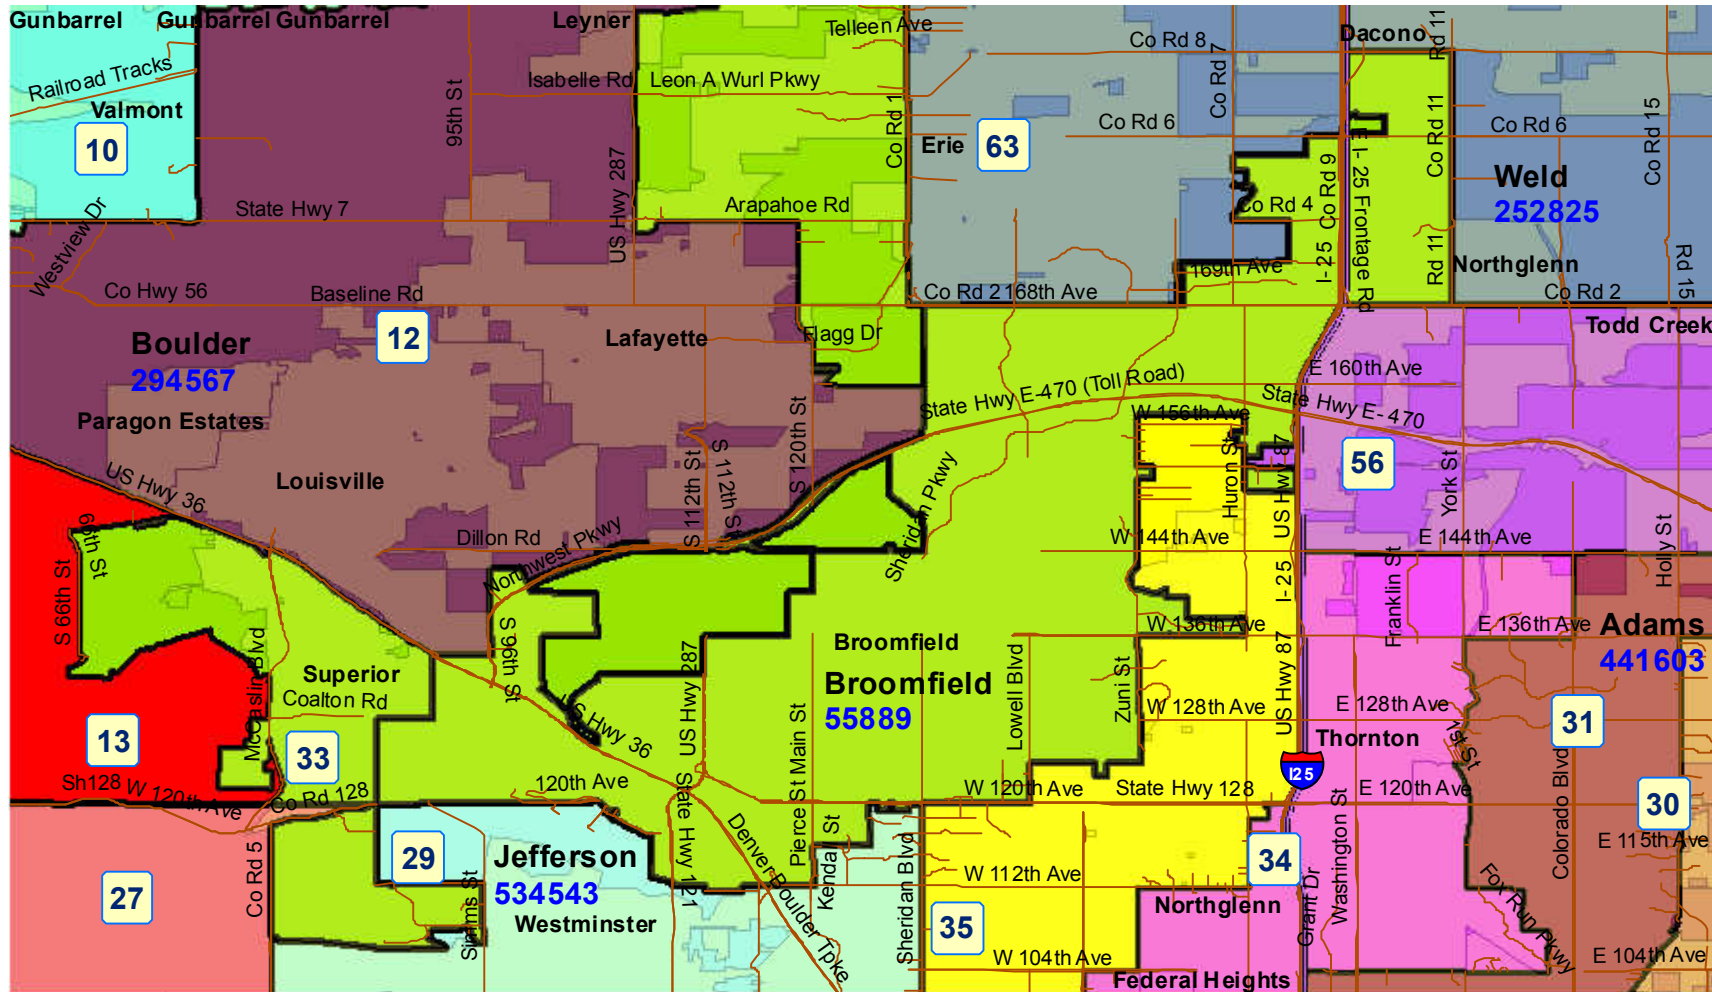 Gunbarrel
Gunbarrel Gunbarrel
Leyner
Telleen Ave
Dacono
Co Rd 8
Co Rd 7
Rd 11
Railroad Tracks
Isabelle Rd
Leon A Wurl Pkwy
95th St
Valmont
10
Co Rd 1
Erie
63
Co Rd 6
Co Rd 6
Co Rd 15
Co Rd 11
Co Rd 9
E I-25 Frontage Rd
Weld
252825
US Hwy 287
State Hwy 7
Arapahoe Rd
Co Rd 4
Westview Dr
I-25
Rd 11
Northglenn
Rd 15
169th Ave
Co Hwy 56
Baseline Rd
Co Rd 2
168th Ave
Co Rd 2
Boulder
294567
12
Lafayette
Flagg Dr
Todd Creek
E 160th Ave
State Hwy E-470 (Toll Road)
State Hwy E-470
W 156th Ave
Paragon Estates
US Hwy 36
Louisville
S 120th St
S 112th St
S 112th St
Sheridan Pkwy
Huron St
US Hwy 87
56
York St
66th St
S 66th St
Dillon Rd
Northwest Pkwy
W 144th Ave
E 144th Ave
I-25
Franklin St
Holly St
S 96th St
W 136th Ave
E 136th Ave
Adams
441603
McCaslin Blvd
Superior
Coalton Rd
US Hwy 287
Broomfield
Broomfield
55889
Lowell Blvd
Zuni St
US Hwy 87
W 128th Ave
E 128th Ave
31
13
33
US Hwy 36
Pierce St
Main St
Thornton
1st St
Colorado Blvd
I25
Sh128
W 120th Ave
Co Rd 128
120th Ave
W 120th Ave
State Hwy 128
E 120th Ave
30
State Hwy 121
Denver-Boulder Tpke
Kendall St
Sheridan Blvd
Washington St
29
Jefferson
534543
Westminster
Simms St
Co Rd 5
27
W 112th Ave
34
E 115th Ave
Northglenn
Grant Dr
Fox Run Pkwy
35
W 104th Ave
E 104th Ave
Federal Heights